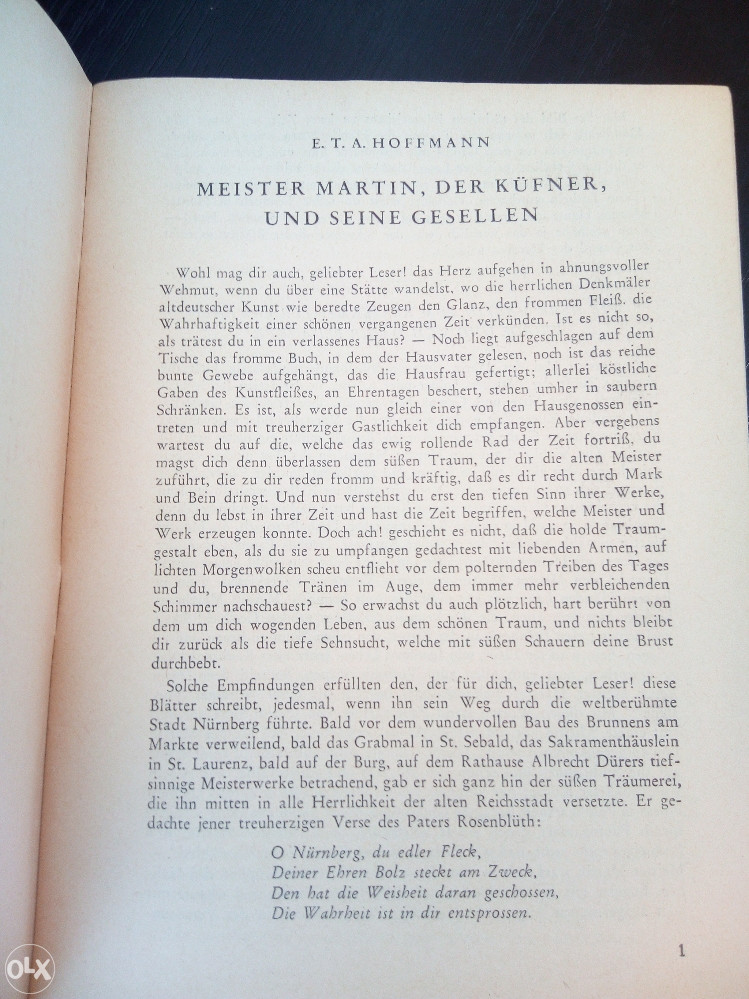 E. T. A. HOFFMANN
MEISTER MARTIN, DER KÜFNER,
UND SEINE GESELLEN
Wohl mag dir auch, geliebter Leser! das Herz aufgehen in ahnungsvoller
Wehmut, wenn du über eine Stätte wandelst, wo die herrlichen Denkmäler
altdeutscher Kunst wie beredte Zeugen den Glanz, den frommen Fleiß. die
Wahrhaftigkeit einer schönen vergangenen Zeit verkünden. Ist es nicht so,
als trätest du in ein verlassenes Haus? — Noch liegt aufgeschlagen auf dem
Tische das fromme Buch, in dem der Hausvater gelesen, noch ist das reiche
bunte Gewebe aufgehängt, das die Hausfrau gefertigt; allerlei köstliche
Gaben des Kunstfleißes, an Ehrentagen beschert, stehen umher in saubern
Schränken. Es ist, als werde nun gleich einer von den Hausgenossen ein-
treten und mit treuherziger Gastlichkeit dich empfangen. Aber vergebens
wartest du auf die, welche das ewig rollende Rad der Zeit fortriß, du
magst dich denn überlassen dem süßen Traum, der dir die alten Meister
zuführt, die zu dir reden fromm und kräftig, daß es dir recht durch Mark
und Bein dringt. Und nun verstehst du erst den tiefen Sinn ihrer Werke,
denn du lebst in ihrer Zeit und hast die Zeit begriffen, welche Meister und
Werk erzeugen konnte. Doch ach! geschieht es nicht, daß die holde Traum-
gestalt eben, als du sie zu umpfangen gedachtest mit liebenden Armen, auf
lichten Morgenwolken scheu entflieht vor dem polternden Treiben des Tages
und du, brennende Tränen im Auge, dem immer mehr verbleichenden
Schimmer nachschauest? — So erwachst du auch plötzlich, hart berührt von
dem um dich wogenden Leben, aus dem schönen Traum, und nichts bleibt
dir zurück als die tiefe Sehnsucht, welche mit süßen Schauern deine Brust
durchbebt.
Solche Empfindungen erfüllten den, der für dich, geliebter Leser! diese
Blätter schreibt, jedesmal, wenn ihn sein Weg durch die weltberühmte
Stadt Nürnberg führte. Bald vor dem wundervollen Bau des Brunnens am
Markte verweilend, bald das Grabmal in St. Sebald, das Sakramenthäuslein
in St. Laurenz, bald auf der Burg, auf dem Rathause Albrecht Dürers tief-
sinnige Meisterwerke betrachend, gab er sich ganz hin der süßen Träumerei,
die ihn mitten in alle Herrlichkeit der alten Reichsstadt versetzte. Er ge-
dachte jener treuherzigen Verse des Paters Rosenblüth:
O Nürnberg, du edler Fleck,
Deiner Ehren Bolz steckt am Zweck,
Den hat die Weisheit daran geschossen,
Die Wahrheit ist in dir entsprossen.
1
OLX